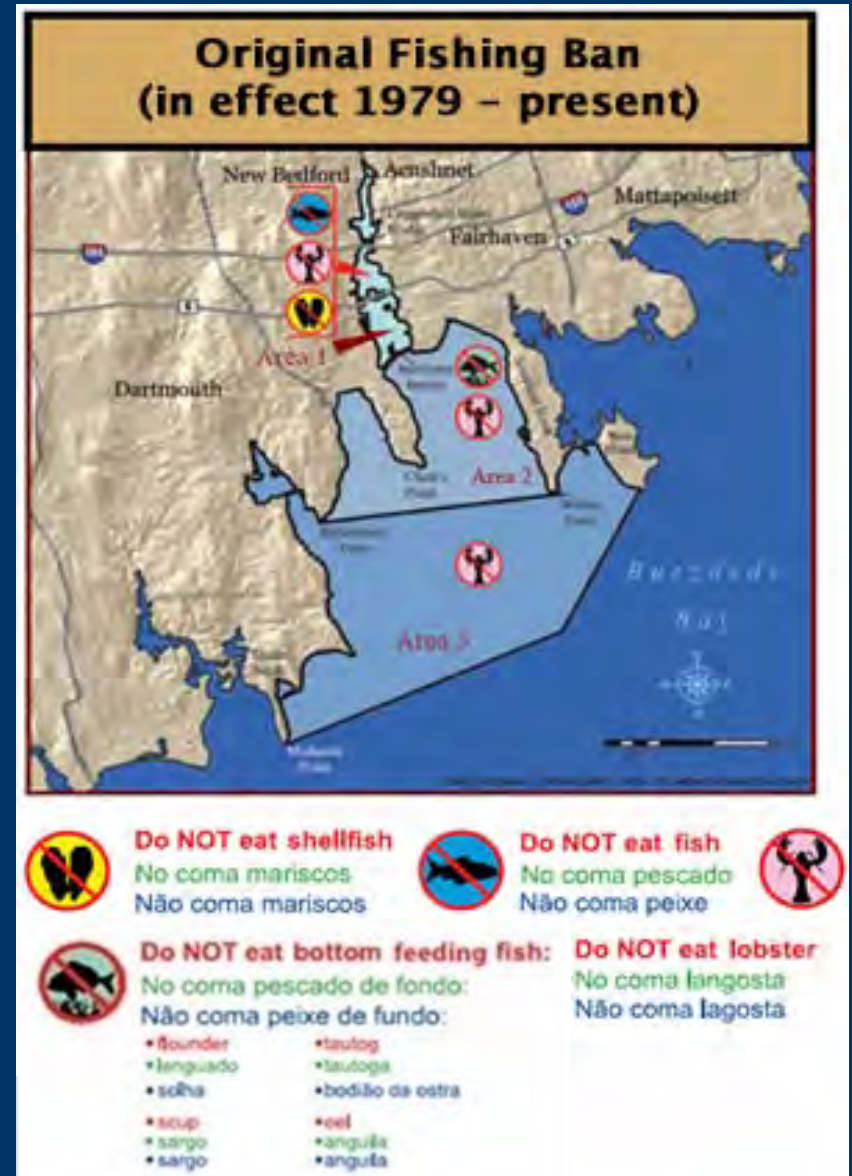 Original Fishing Ban
(in effect 1979 – present)
New Bedford
Acushnet
Mattapoisett
Fairhaven
6
6
Area 1
Dartmouth
Area 2
Area 3
Buzzards
Bay
Do NOT eat shellfish
No coma mariscos
Não coma mariscos
Do NOT eat fish
No coma pescado
Não coma peixe
Do NOT eat bottom feeding fish:
No coma pescado de fondo:
Não coma peixe de fundo:
•flounder
•lenguado
•solha
•tautog
•tautoga
•bodião da ostra
•scup
•sargo
•sargo
•eel
•anguila
•anguila
Do NOT eat lobster
No coma langosta
Não coma lagosta